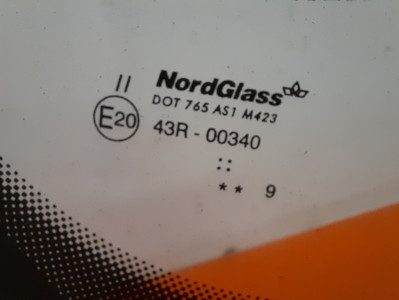 II
NordGlass
DOT 765 AS1 M423
E20
43R - 00340
::
** 9